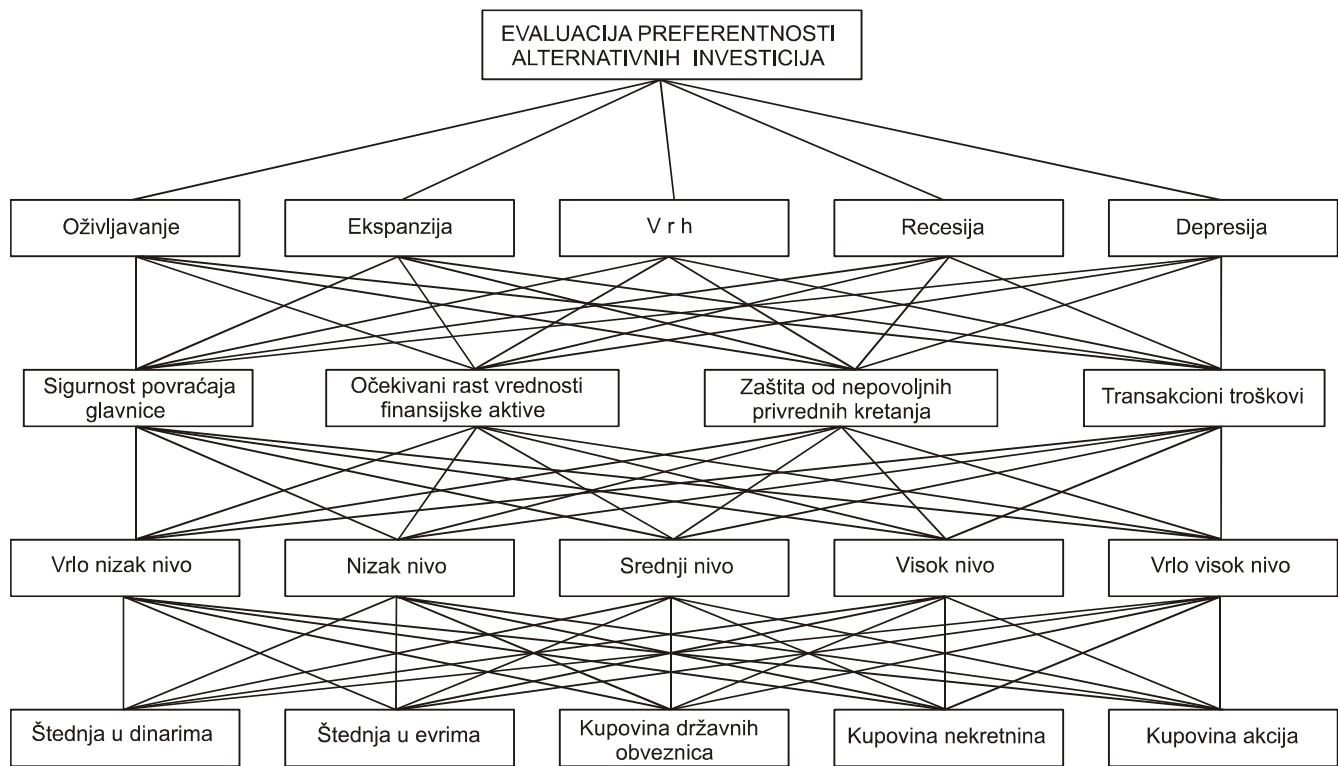 EVALUACIJA PREFERENTNOSTI
ALTERNATIVNIH INVESTICIJA
Oživljavanje
Ekspanzija
V r h
Recesija
Depresija
Sigurnost povraćaja
glavnice
Očekivani rast vrednosti
finansijske aktive
Zaštita od nepovoljnih
privrednih kretanja
Transakcioni troškovi
Vrlo nizak nivo
Nizak nivo
Srednji nivo
Visok nivo
Vrlo visok nivo
Štednja u dinarima
Štednja u evrima
Kupovina državnih
obveznica
Kupovina nekretnina
Kupovina akcija